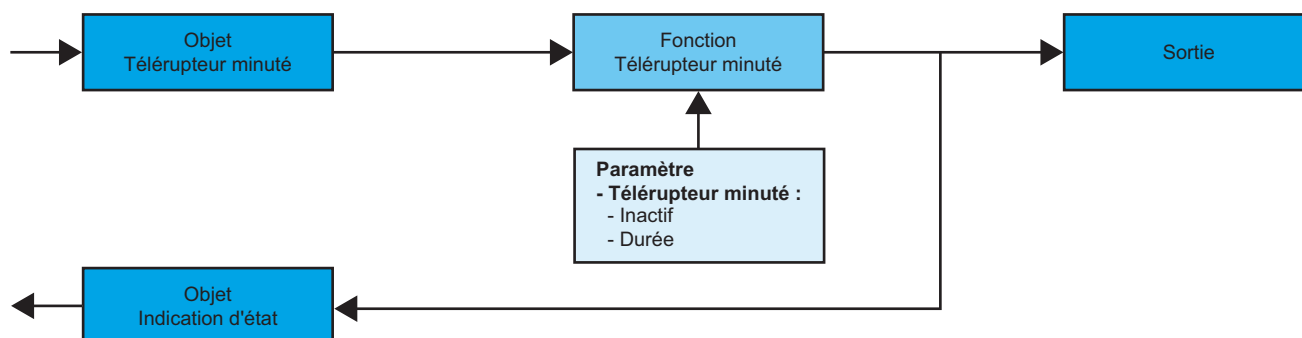 Objet
Télérupteur minuté
Fonction
Télérupteur minuté
Sortie
Paramètre
- Télérupteur minuté :
- Inactif
- Durée
Objet
Indication d'état